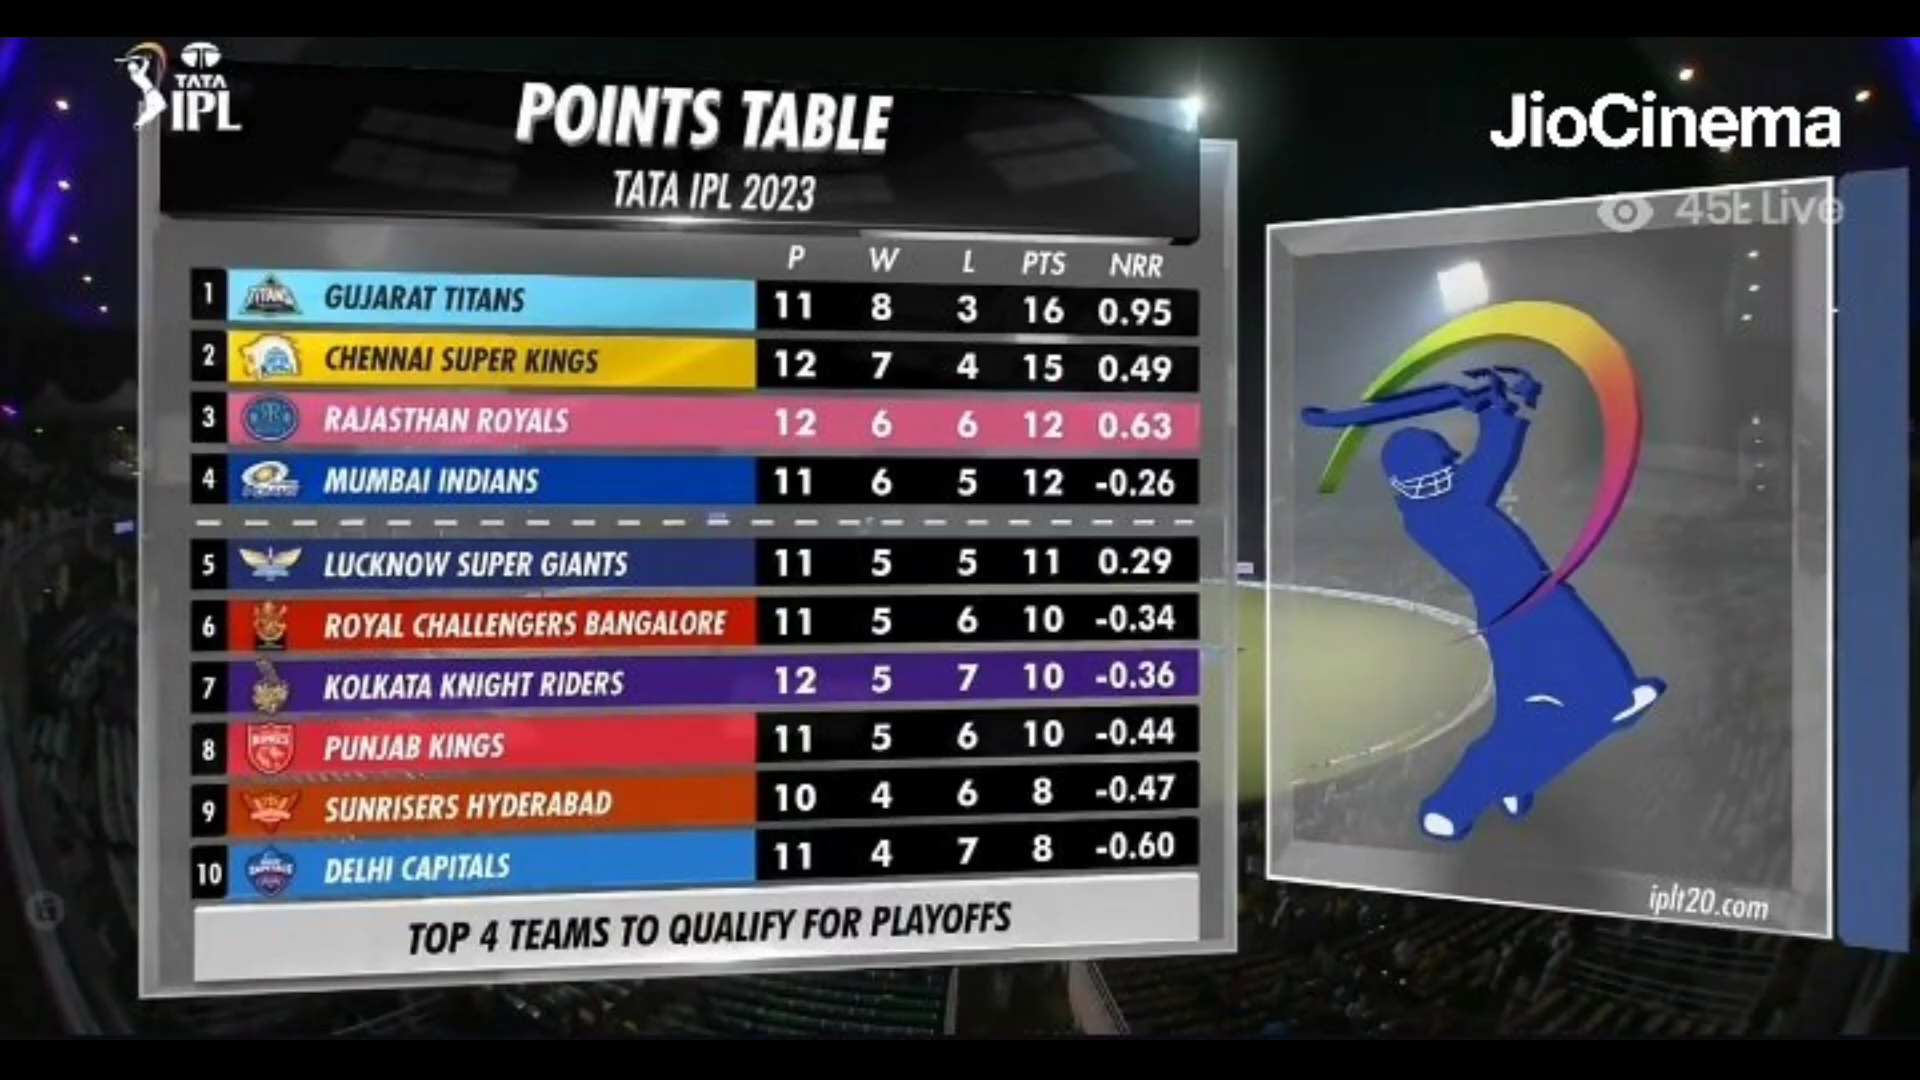 TATA
IPL
POINTS TABLE
TATA IPL 2023
JioCinema
Live
P W L PTS NRR
1 GUJARAT TITANS 11 8 3 16 0.95
2 CHENNAI SUPER KINGS 12 7 4 15 0.49
3 RAJASTHAN ROYALS 12 6 6 12 0.63
4 MUMBAI INDIANS 11 6 5 12 -0.26
5 LUCKNOW SUPER GIANTS 11 5 5 11 0.29
6 ROYAL CHALLENGERS BANGALORE 11 5 6 10 -0.34
7 KOLKATA KNIGHT RIDERS 12 5 7 10 -0.36
8 PUNJAB KINGS 11 5 6 10 -0.44
9 SUNRISERS HYDERABAD 10 4 6 8 -0.47
10 DELHI CAPITALS 11 4 7 8 -0.60
TOP 4 TEAMS TO QUALIFY FOR PLAYOFFS
iplt20.com